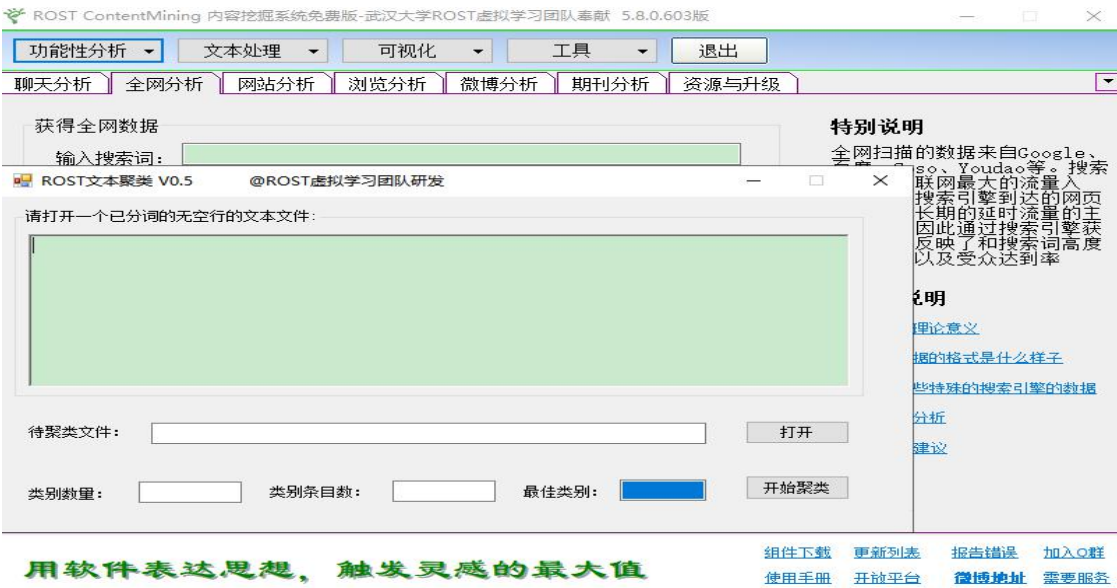 ROST ContentMining 内容挖掘系统免费版-武汉大学ROST虚拟学习团队奉献 5.8.0.603版
功能性分析 文本处理 可视化 工具 退出
聊天分析 全网分析 网站分析 浏览分析 微博分析 期刊分析 资源与升级
获得全网数据
输入搜索词:
特别说明
全网扫描的数据来自Google、
so、Youdao等。搜索
联网最大的流量入
搜索引擎到达的网页
长期的延时流量的主
因此通过搜索引擎获
反映了和搜索词高度
以及受众达到率
说明
理论意义
据的格式是什么样子
些特殊的搜索引擎的数据
分析
建议
ROST文本聚类 V0.5 @ROST虚拟学习团队研发
请打开一个已分词的无空行的文本文件:
待聚类文件: 打开
类别数量: 类别条目数: 最佳类别: 开始聚类
用软件表达思想，触发灵感的最大值
组件下载 更新列表 报告错误 加入Q群
使用手册 开放平台 微博地址 需要服务